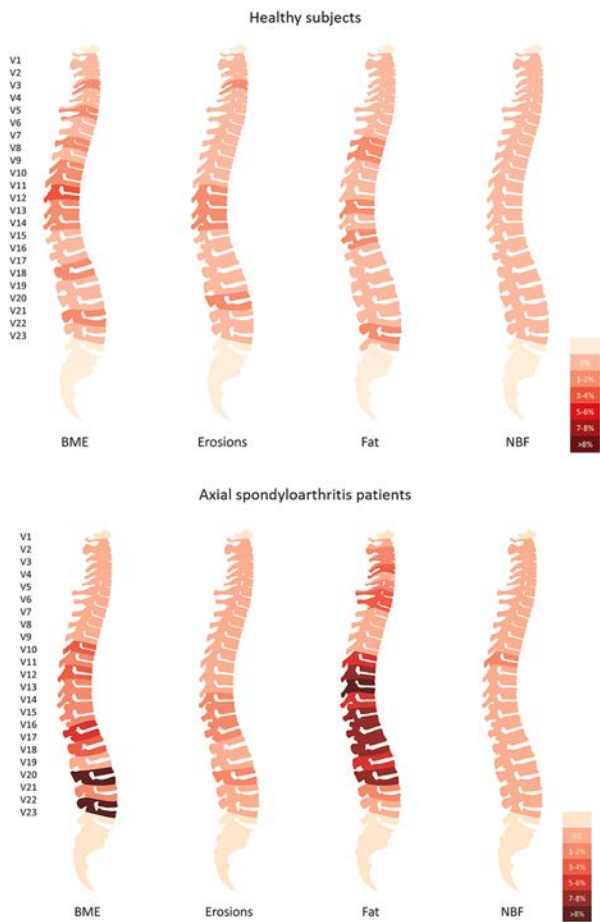 Healthy subjects
V1
V2
V3
V4
V5
V6
V7
V8
V9
V10
V11
V12
V13
V14
V15
V16
V17
V18
V19
V20
V21
V22
V23
0%
1-2%
3-4%
5-6%
7-8%
>8%
BME Erosions Fat NBF
Axial spondyloarthritis patients
V1
V2
V3
V4
V5
V6
V7
V8
V9
V10
V11
V12
V13
V14
V15
V16
V17
V18
V19
V20
V21
V22
V23
0%
1-2%
3-4%
5-6%
7-8%
>8%
BME Erosions Fat NBF